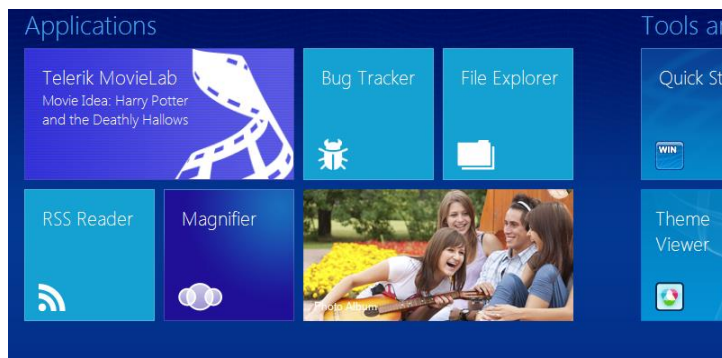 Applications
Tools a
Telerik MovieLab
Movie Idea: Harry Potter
and the Deathly Hallows
Bug Tracker
File Explorer
Quick St
WIN
RSS Reader
Magnifier
Photo Album
Theme
Viewer